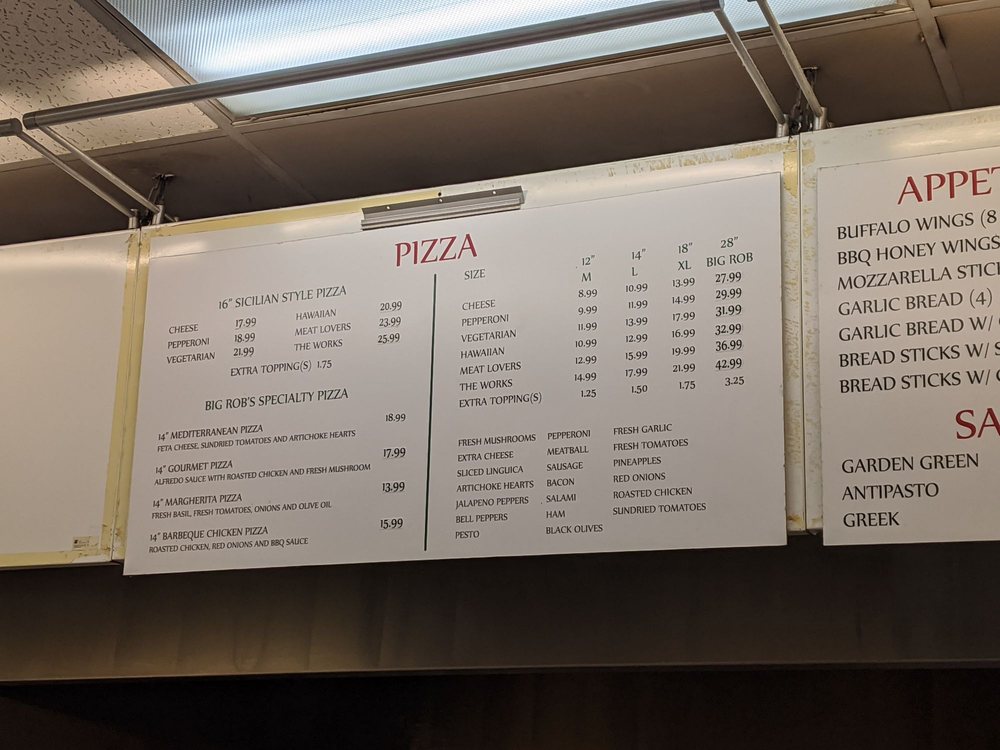 PIZZA
16" SICILIAN STYLE PIZZA
CHEESE 17.99 HAWAIIAN 20.99
PEPPERONI 18.99 MEAT LOVERS 23.99
VEGETARIAN 21.99 THE WORKS 25.99
EXTRA TOPPING(S) 1.75
BIG ROB'S SPECIALTY PIZZA
14" MEDITERRANEAN PIZZA 18.99
FETA CHEESE, SUNDRIED TOMATOES AND ARTICHOKE HEARTS
14" GOURMET PIZZA 17.99
ALFREDO SAUCE WITH ROASTED CHICKEN AND FRESH MUSHROOM
14" MARGHERITA PIZZA 13.99
FRESH BASIL, FRESH TOMATOES, ONIONS AND OLIVE OIL
14" BARBEQUE CHICKEN PIZZA 15.99
ROASTED CHICKEN, RED ONIONS AND BBQ SAUCE
SIZE 12" 14" 18" 28"
M L XL BIG ROB
CHEESE 8.99 10.99 13.99 27.99
PEPPERONI 9.99 11.99 14.99 29.99
VEGETARIAN 11.99 13.99 17.99 31.99
HAWAIIAN 10.99 12.99 16.99 32.99
MEAT LOVERS 12.99 15.99 19.99 36.99
THE WORKS 14.99 17.99 21.99 42.99
EXTRA TOPPING(S) 1.25 1.50 1.75 3.25
FRESH MUSHROOMS PEPPERONI FRESH GARLIC
EXTRA CHEESE MEATBALL FRESH TOMATOES
SLICED LINGUICA SAUSAGE PINEAPPLES
ARTICHOKE HEARTS BACON RED ONIONS
JALAPENO PEPPERS SALAMI ROASTED CHICKEN
BELL PEPPERS HAM SUNDRIED TOMATOES
PESTO BLACK OLIVES
APPET
BUFFALO WINGS (8
BBQ HONEY WINGS
MOZZARELLA STIC
GARLIC BREAD (4)
GARLIC BREAD W/
BREAD STICKS W/
BREAD STICKS W/
SA
GARDEN GREEN
ANTIPASTO
GREEK